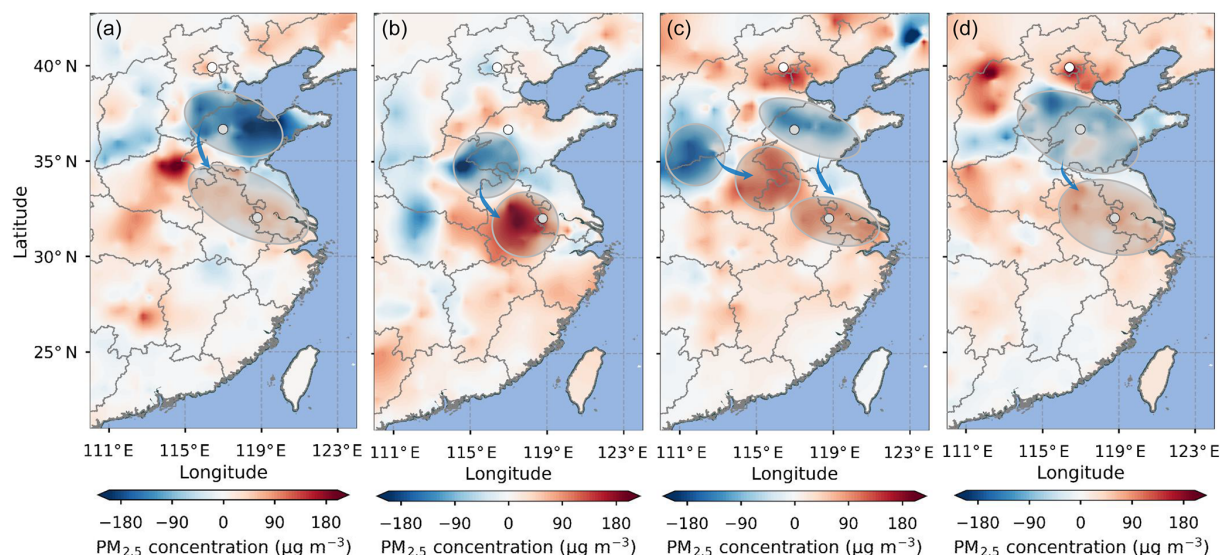 (a) (b) (c) (d)
Latitude
40° N
35° N
30° N
25° N
111° E 115° E 119° E 123° E 111° E 115° E 119° E 123° E 111° E 115° E 119° E 123° E 111° E 115° E 119° E 123° E
Longitude Longitude Longitude Longitude
−180 −90 0 90 180 −180 −90 0 90 180 −180 −90 0 90 180 −180 −90 0 90 180
PM2.5 concentration (µg m−3) PM2.5 concentration (µg m−3) PM2.5 concentration (µg m−3) PM2.5 concentration (µg m−3)